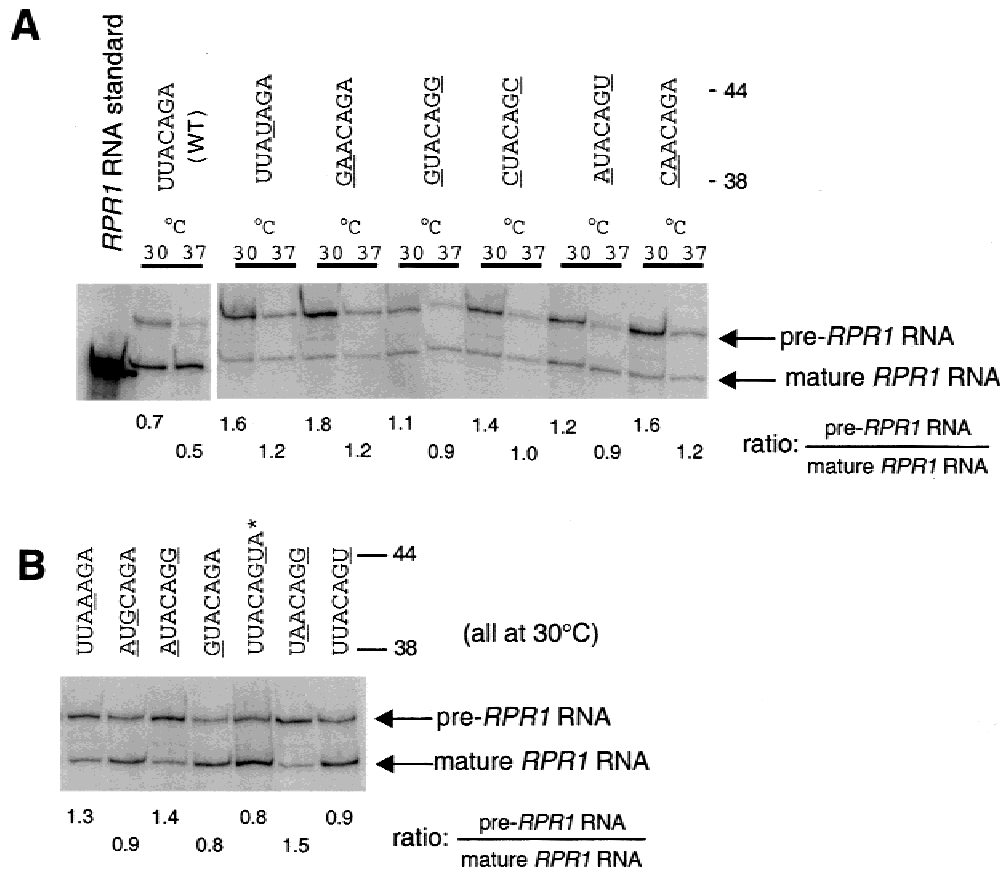 A
RPR1 RNA standard
UUACAGA
(WT)
UUAUAGA
GAACAGA
GUACAGG
CUACAGC
AUACAGU
CAACAGA
- 44
- 38
°C °C °C °C °C °C °C
30 37 30 37 30 37 30 37 30 37 30 37 30 37
pre-RPR1 RNA
mature RPR1 RNA
0.7 1.6 1.8 1.1 1.4 1.2 1.6
0.5 1.2 1.2 0.9 1.0 0.9 1.2
ratio: pre-RPR1 RNA
mature RPR1 RNA
B
UUAAAGA
AUGCAGA
AUACAGG
GUACAGA
UUACAGUA*
UAACAGG
UUACAGU
44
38
(all at 30°C)
pre-RPR1 RNA
mature RPR1 RNA
1.3 1.4 0.8 0.9
0.9 0.8 1.5
ratio: pre-RPR1 RNA
mature RPR1 RNA